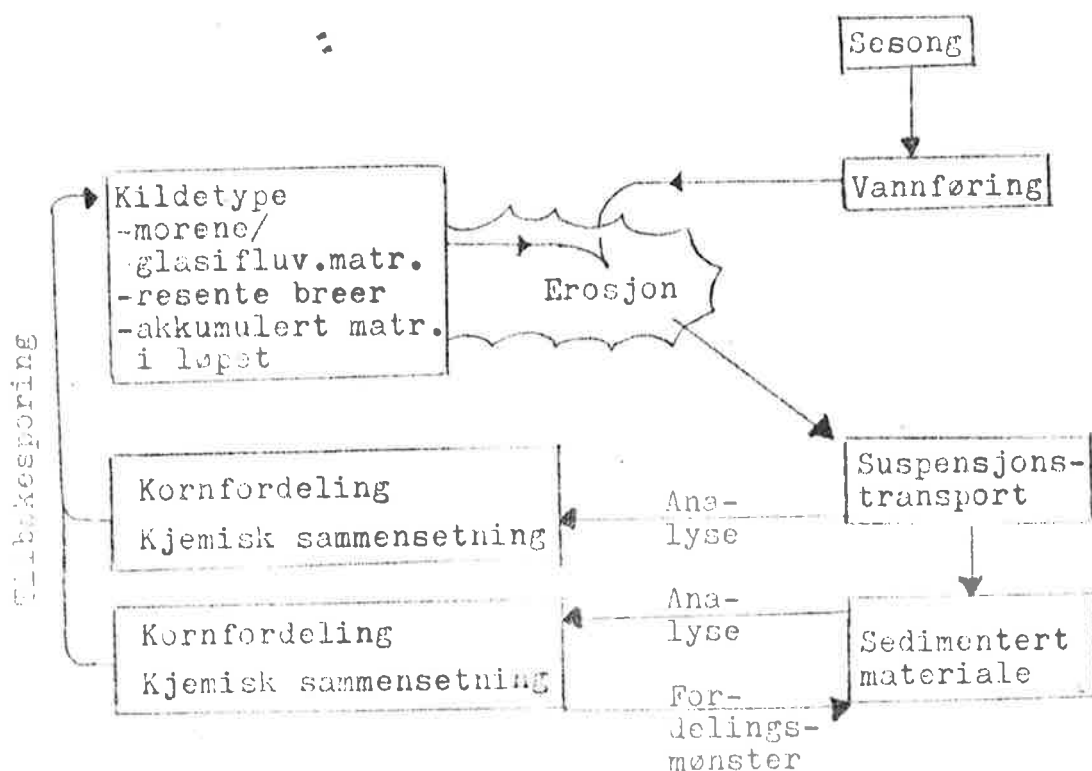 Sesong
Vannføring
Kildetype
-morene/
glasifluv.matr.
-resente breer
-akkumulert matr.
i løpet
Erosjon
Tilbakesporing
Suspensjons-
transport
Kornfordeling
Kjemisk sammensetning
Ana-
lyse
Kornfordeling
Kjemisk sammensetning
Ana-
lyse
Sedimentert
materiale
For-
delings-
mønster